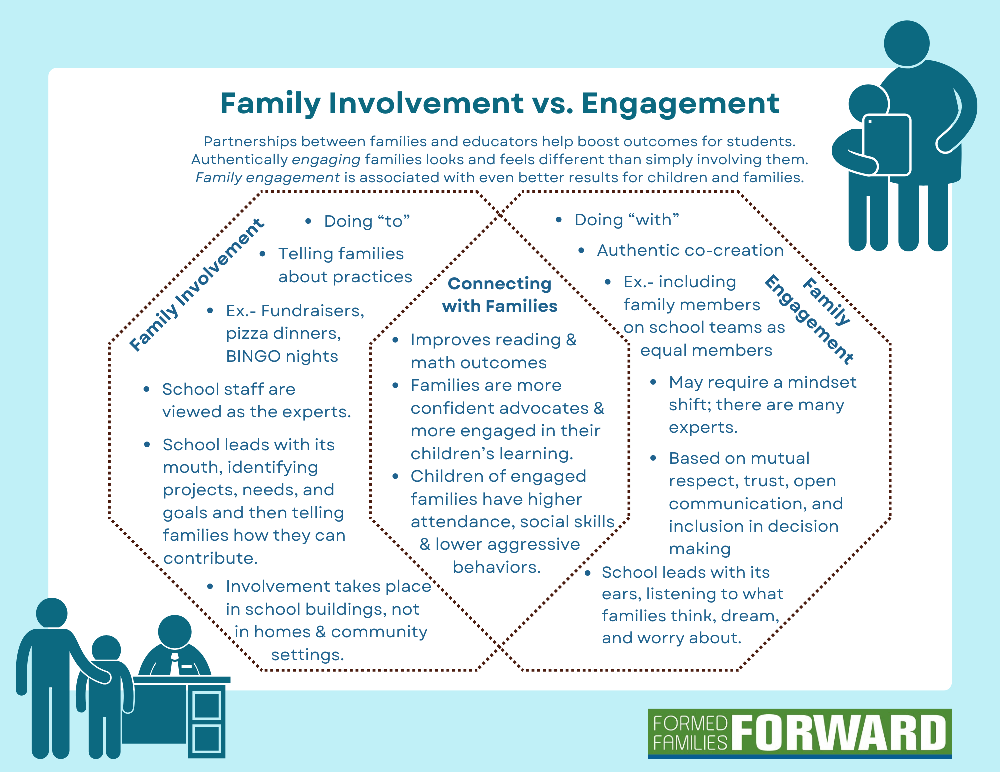 Family Involvement vs. Engagement
Partnerships between families and educators help boost outcomes for students.
Authentically engaging families looks and feels different than simply involving them.
Family engagement is associated with even better results for children and families.
Family Involvement
• Doing “to”
• Telling families
about practices
• Ex.- Fundraisers,
pizza dinners,
BINGO nights
• School staff are
viewed as the experts.
• School leads with its
mouth, identifying
projects, needs, and
goals and then telling
families how they can
contribute.
• Involvement takes place
in school buildings, not
in homes & community
settings.
Connecting
with Families
• Improves reading &
math outcomes
• Families are more
confident advocates &
more engaged in their
children’s learning.
• Children of engaged
families have higher
attendance, social skills
& lower aggressive
behaviors.
Family
Engagement
• Doing “with”
• Authentic co-creation
• Ex.- including
family members
on school teams as
equal members
• May require a mindset
shift; there are many
experts.
• Based on mutual
respect, trust, open
communication, and
inclusion in decision
making
• School leads with its
ears, listening to what
families think, dream,
and worry about.
FORMED
FAMILIES
FORWARD